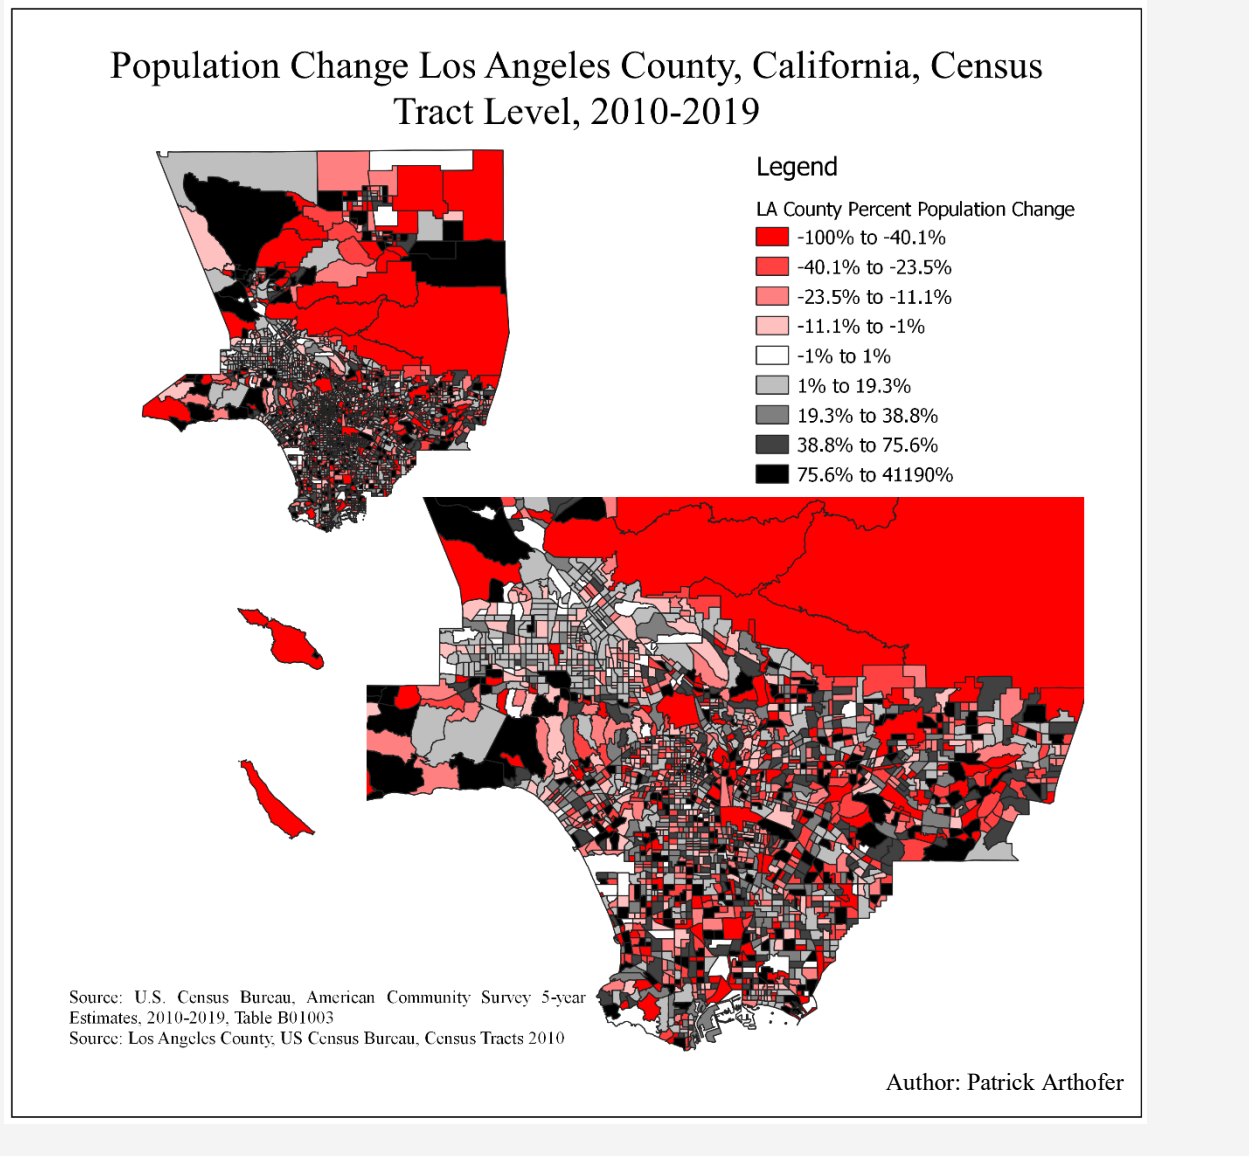 Population Change Los Angeles County, California, Census
Tract Level, 2010-2019
Legend
LA County Percent Population Change
-100% to -40.1%
-40.1% to -23.5%
-23.5% to -11.1%
-11.1% to -1%
-1% to 1%
1% to 19.3%
19.3% to 38.8%
38.8% to 75.6%
75.6% to 41190%
Source: U.S. Census Bureau, American Community Survey 5-year
Estimates, 2010-2019, Table B01003
Source: Los Angeles County, US Census Bureau, Census Tracts 2010
Author: Patrick Arthofer